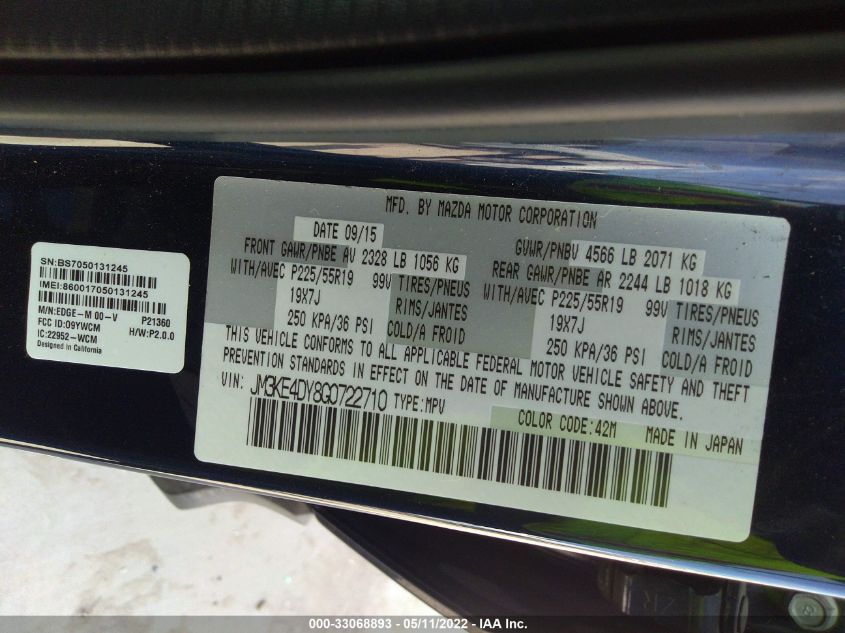 SN:BS7050131245
IMEI:860017050131245
M/N:EDGE-M 00-V P21360
FCC ID:09YWCM H/W:P2.0.0
IC:22952-WCM
Designed in California
MFD. BY MAZDA MOTOR CORPORATION
DATE 09/15 GVWR/PNBV 4566 LB 2071 KG
FRONT GAWR/PNBE AV 2328 LB 1056 KG REAR GAWR/PNBE AR 2244 LB 1018 KG
WITH/AVEC P225/55R19 99V TIRES/PNEUS WITH/AVEC P225/55R19 99V TIRES/PNEUS
19X7J RIMS/JANTES 19X7J RIMS/JANTES
250 KPA/36 PSI COLD/A FROID 250 KPA/36 PSI COLD/A FROID
THIS VEHICLE CONFORMS TO ALL APPLICABLE FEDERAL MOTOR VEHICLE SAFETY AND THEFT
PREVENTION STANDARDS IN EFFECT ON THE DATE OF MANUFACTURE SHOWN ABOVE.
VIN: JM3KE4DY8G0722710 TYPE:MPV
COLOR CODE:42M MADE IN JAPAN
000-33068893 - 05/11/2022 - IAA Inc.